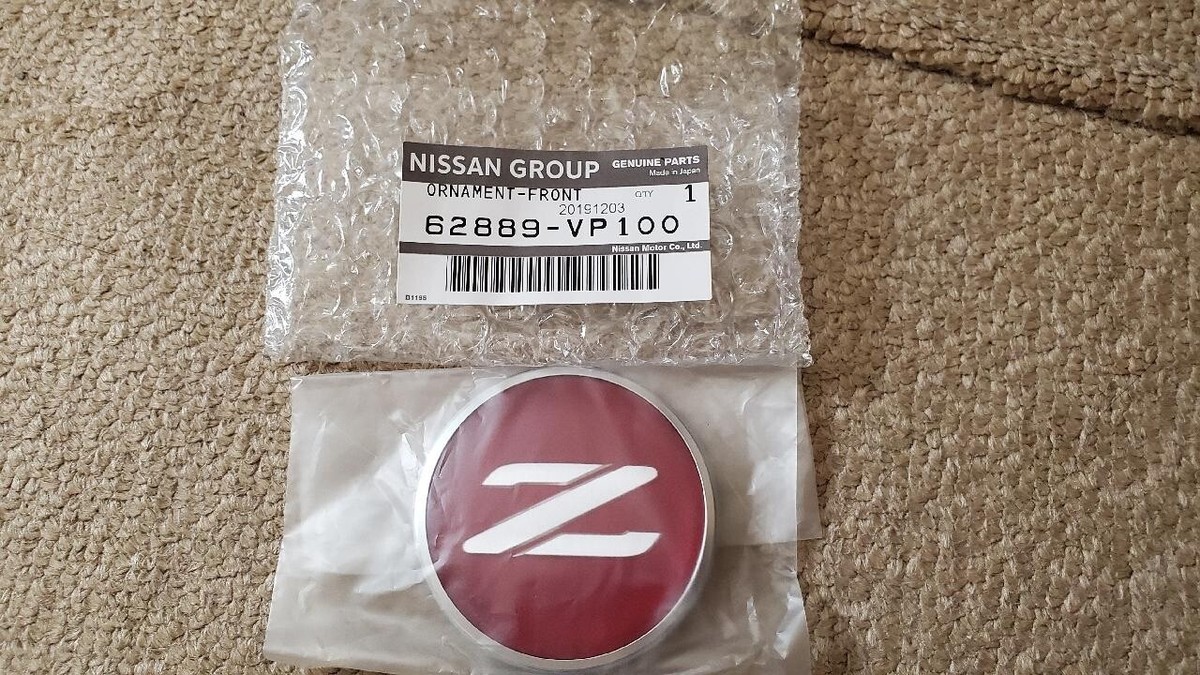 NISSAN GROUP GENUINE PARTS
Made in Japan
ORNAMENT-FRONT QTY 1
20191203
62889-VP100
Nissan Motor Co., Ltd.
D1195
Z